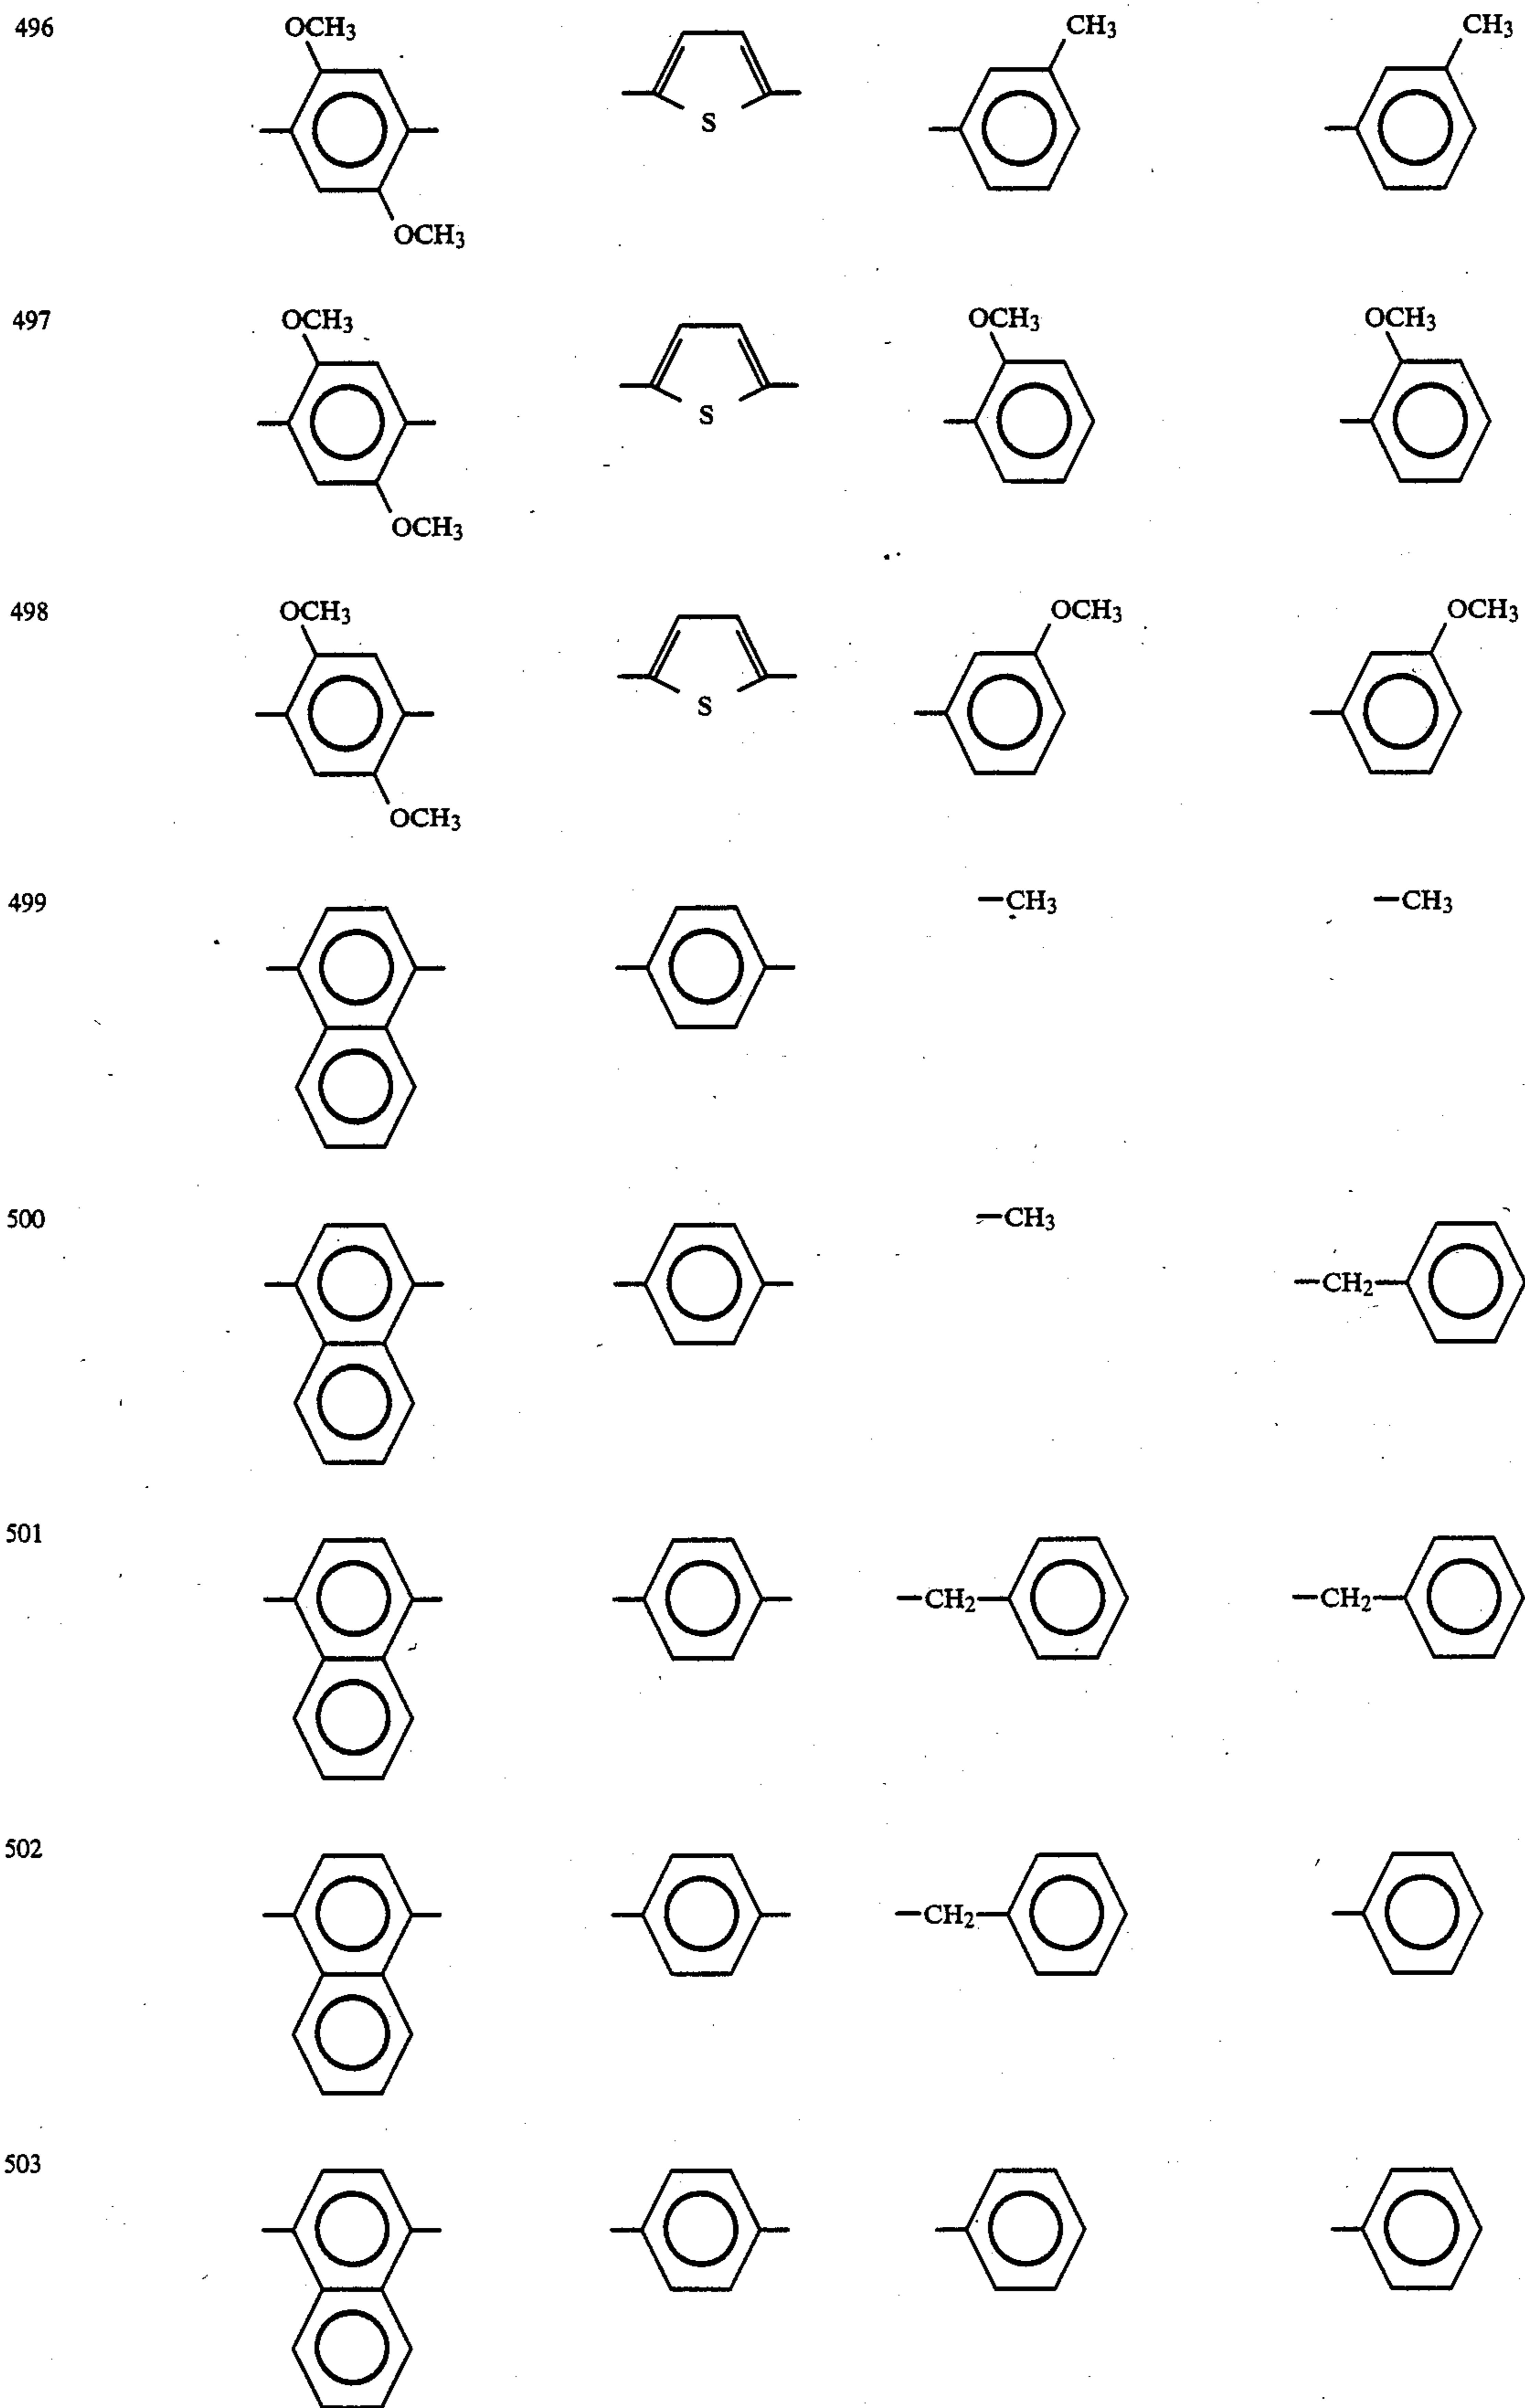 496 OCH3 CH3 CH3
S
OCH3
497 OCH3 OCH3 OCH3
S
OCH3
498 OCH3 OCH3 OCH3
S
OCH3
499 —CH3 —CH3
500 —CH3
—CH2—
501
—CH2— —CH2—
502
—CH2—
503